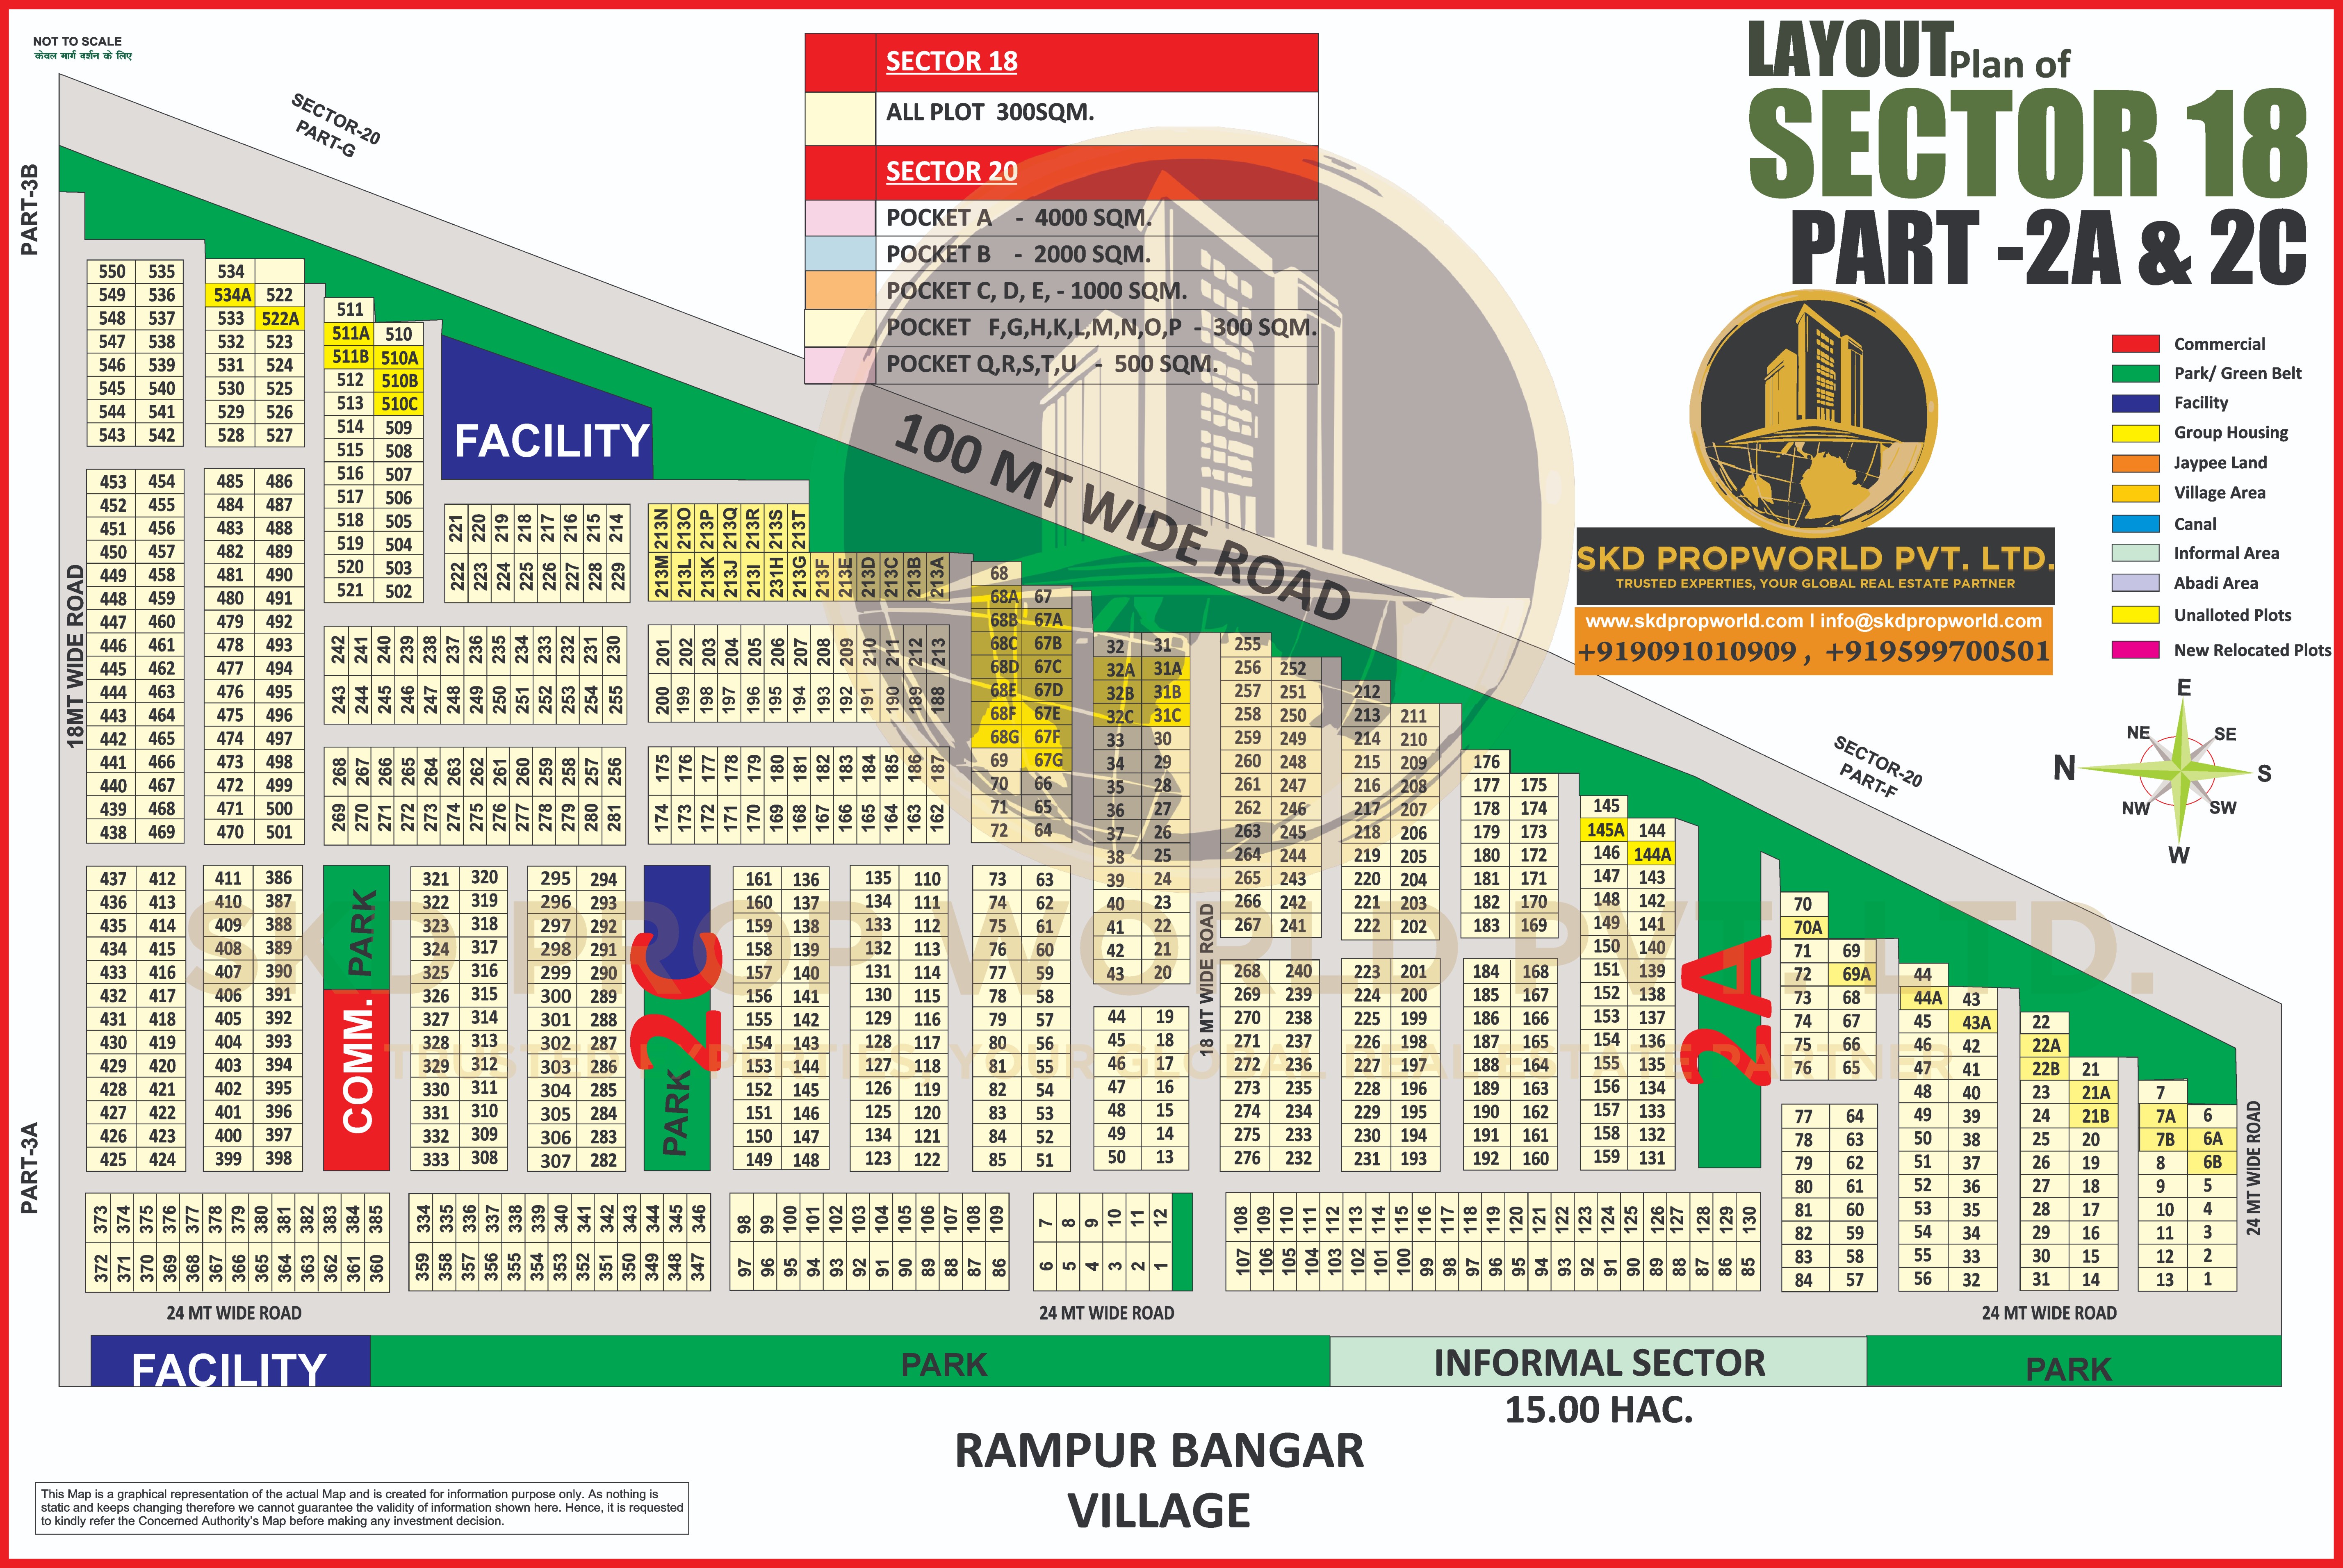 NOT TO SCALE
केवल मार्ग दर्शन के लिए
SECTOR-20
PART-G
PART-3B
PART-3A
SECTOR 18
ALL PLOT 300SQM.
SECTOR 20
POCKET A - 4000 SQM.
POCKET B - 2000 SQM.
POCKET C, D, E, - 1000 SQM.
POCKET F,G,H,K,L,M,N,O,P - 300 SQM.
POCKET Q,R,S,T,U - 500 SQM.
LAYOUT Plan of
SECTOR 18
PART -2A & 2C
SKD PROPWORLD PVT. LTD.
TRUSTED EXPERTIES, YOUR GLOBAL REAL ESTATE PARTNER
www.skdpropworld.com I info@skdpropworld.com
+919091010909 , +919599700501
Commercial
Park/ Green Belt
Facility
Group Housing
Jaypee Land
Village Area
Canal
Informal Area
Abadi Area
Unalloted Plots
New Relocated Plots
E
NE SE
N S
NW SW
W
100 MT WIDE ROAD
SECTOR-20
PART-F
18MT WIDE ROAD
18 MT WIDE ROAD
24 MT WIDE ROAD
FACILITY
550 535
549 536
548 537
547 538
546 539
545 540
544 541
543 542
534
534A 522
533 522A
532 523
531 524
530 525
529 526
528 527
511
511A 510
511B 510A
512 510B
513 510C
514 509
515 508
516 507
517 506
518 505
519 504
520 503
521 502
453 454
452 455
451 456
450 457
449 458
448 459
447 460
446 461
445 462
444 463
443 464
442 465
441 466
440 467
439 468
438 469
485 486
484 487
483 488
482 489
481 490
480 491
479 492
478 493
477 494
476 495
475 496
474 497
473 498
472 499
471 500
470 501
221 220 219 218 217 216 215 214
222 223 224 225 226 227 228 229
213N 213O 213P 213Q 213R 213S 213T
213M 213L 213K 213J 213I 231H 213G 213F 213E 213D 213C 213B 213A
242 241 240 239 238 237 236 235 234 233 232 231 230
243 244 245 246 247 248 249 250 251 252 253 254 255
201 202 203 204 205 206 207 208 209 210 211 212 213
200 199 198 197 196 195 194 193 192 191 190 189 188
268 267 266 265 264 263 262 261 260 259 258 257 256
269 270 271 272 273 274 275 276 277 278 279 280 281
175 176 177 178 179 180 181 182 183 184 185 186 187
174 173 172 171 170 169 168 167 166 165 164 163 162
68
68A 67
68B 67A
68C 67B
68D 67C
68E 67D
68F 67E
68G 67F
69 67G
70 66
71 65
72 64
32 31
32A 31A
32B 31B
32C 31C
33 30
34 29
35 28
36 27
37 26
38 25
39 24
40 23
41 22
42 21
43 20
255
256 252
257 251
258 250
259 249
260 248
261 247
262 246
263 245
264 244
265 243
266 242
267 241
212
213 211
214 210
215 209
216 208
217 207
218 206
219 205
220 204
221 203
222 202
176
177 175
178 174
179 173
180 172
181 171
182 170
183 169
145
145A 144
146 144A
147 143
148 142
149 141
150 140
151 139
152 138
153 137
154 136
155 135
156 134
157 133
158 132
159 131
437 412
436 413
435 414
434 415
433 416
432 417
431 418
430 419
429 420
428 421
427 422
426 423
425 424
411 386
410 387
409 388
408 389
407 390
406 391
405 392
404 393
403 394
402 395
401 396
400 397
399 398
PARK
COMM.
321 320
322 319
323 318
324 317
325 316
326 315
327 314
328 313
329 312
330 311
331 310
332 309
333 308
295 294
296 293
297 292
298 291
299 290
300 289
301 288
302 287
303 286
304 285
305 284
306 283
307 282
2C
PARK
161 136
160 137
159 138
158 139
157 140
156 141
155 142
154 143
153 144
152 145
151 146
150 147
149 148
135 110
134 111
133 112
132 113
131 114
130 115
129 116
128 117
127 118
126 119
125 120
134 121
123 122
73 63
74 62
75 61
76 60
77 59
78 58
79 57
80 56
81 55
82 54
83 53
84 52
85 51
44 19
45 18
46 17
47 16
48 15
49 14
50 13
268 240
269 239
270 238
271 237
272 236
273 235
274 234
275 233
276 232
223 201
224 200
225 199
226 198
227 197
228 196
229 195
230 194
231 193
184 168
185 167
186 166
187 165
188 164
189 163
190 162
191 161
192 160
2A
70
70A
71 69
72 69A
73 68
74 67
75 66
76 65
77 64
78 63
79 62
80 61
81 60
82 59
83 58
84 57
44
44A 43
45 43A
46 42
47 41
48 40
49 39
50 38
51 37
52 36
53 35
54 34
55 33
56 32
22
22A
22B 21
23 21A
24 21B
25 20
26 19
27 18
28 17
29 16
30 15
31 14
7
7A 6
7B 6A
8 6B
9 5
10 4
11 3
12 2
13 1
373 374 375 376 377 378 379 380 381 382 383 384 385
372 371 370 369 368 367 366 365 364 363 362 361 360
334 335 336 337 338 339 340 341 342 343 344 345 346
359 358 357 356 355 354 353 352 351 350 349 348 347
98 99 100 101 102 103 104 105 106 107 108 109
97 96 95 94 93 92 91 90 89 88 87 86
7 8 9 10 11 12
6 5 4 3 2 1
108 109 110 111 112 113 114 115 116 117 118 119 120 121 122 123 124 125 126 127 128 129 130
107 106 105 104 103 102 101 100 99 98 97 96 95 94 93 92 91 90 89 88 87 86 85
SKD PROP WORLD PVT. LTD.
TRUSTED EXPERTIES, YOUR GLOBAL REAL ESTATE PARTNER
24 MT WIDE ROAD 24 MT WIDE ROAD 24 MT WIDE ROAD
FACILITY PARK INFORMAL SECTOR PARK
15.00 HAC.
RAMPUR BANGAR
VILLAGE
This Map is a graphical representation of the actual Map and is created for information purpose only. As nothing is
static and keeps changing therefore we cannot guarantee the validity of information shown here. Hence, it is requested
to kindly refer the Concerned Authority's Map before making any investment decision.